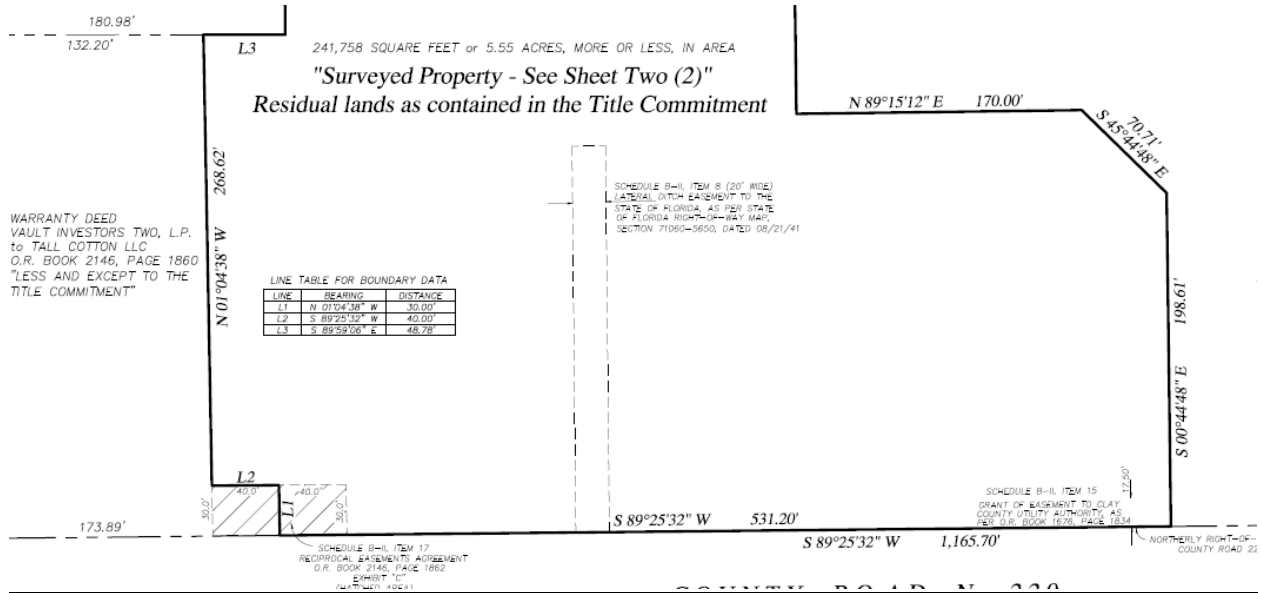 180.98'
132.20'
L3
241,758 SQUARE FEET or 5.55 ACRES, MORE OR LESS, IN AREA
"Surveyed Property - See Sheet Two (2)"
Residual lands as contained in the Title Commitment
N 89°15'12" E 170.00'
70.71'
S 45°44'48" E
N 01°04'38" W 268.62'
SCHEDULE B-II, ITEM 8 (20' WIDE)
LATERAL DITCH EASEMENT TO THE
STATE OF FLORIDA, AS PER STATE
OF FLORIDA RIGHT-OF-WAY MAP,
SECTION 71060-5650, DATED 08/21/41
WARRANTY DEED
VAULT INVESTORS TWO, L.P.
to TALL COTTON LLC
O.R. BOOK 2146, PAGE 1860
"LESS AND EXCEPT TO THE
TITLE COMMITMENT"
LINE TABLE FOR BOUNDARY DATA
LINE BEARING DISTANCE
L1 N 01°04'38" W 30.00'
L2 S 89°25'32" W 40.00'
L3 S 89°59'06" E 48.78'
S 00°44'48" E 198.61'
L2
40.0'
40.0'
30.0'
L1
30.0'
17.50'
SCHEDULE B-II, ITEM 15
GRANT OF EASEMENT TO CLAY
COUNTY UTILITY AUTHORITY, AS
PER O.R. BOOK 1676, PAGE 1834
173.89'
S 89°25'32" W 531.20'
S 89°25'32" W 1,165.70'
NORTHERLY RIGHT-OF-
COUNTY ROAD 22
SCHEDULE B-II, ITEM 17
RECIPROCAL EASEMENTS AGREEMENT
O.R. BOOK 2146, PAGE 1862
EXHIBIT "C"
(HATCHED AREA)
COUNTY ROAD N 220